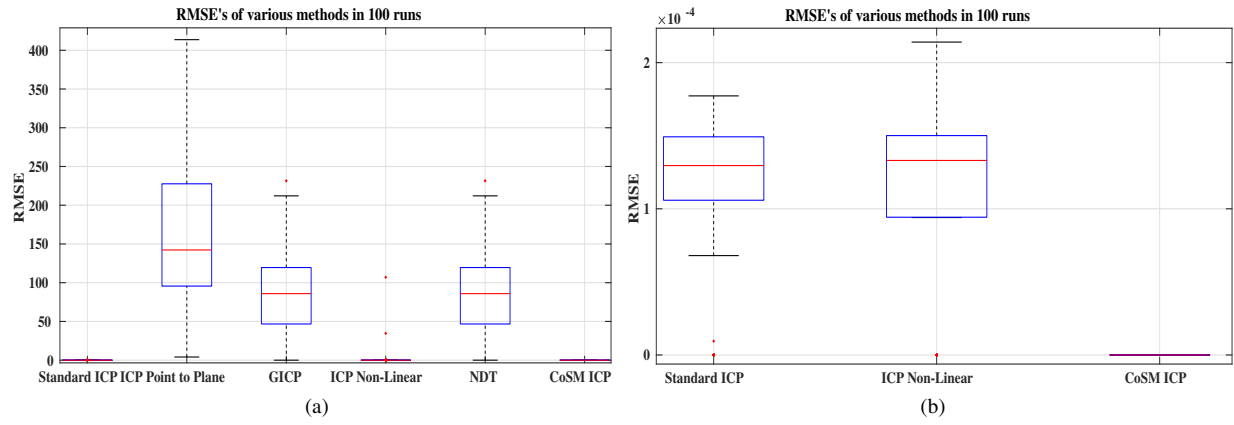 RMSE's of various methods in 100 runs
RMSE
400
350
300
250
200
150
100
50
0
Standard ICP ICP Point to Plane GICP ICP Non-Linear NDT CoSM ICP
(a)
RMSE's of various methods in 100 runs
×10 -4
RMSE
2
1
0
Standard ICP ICP Non-Linear CoSM ICP
(b)